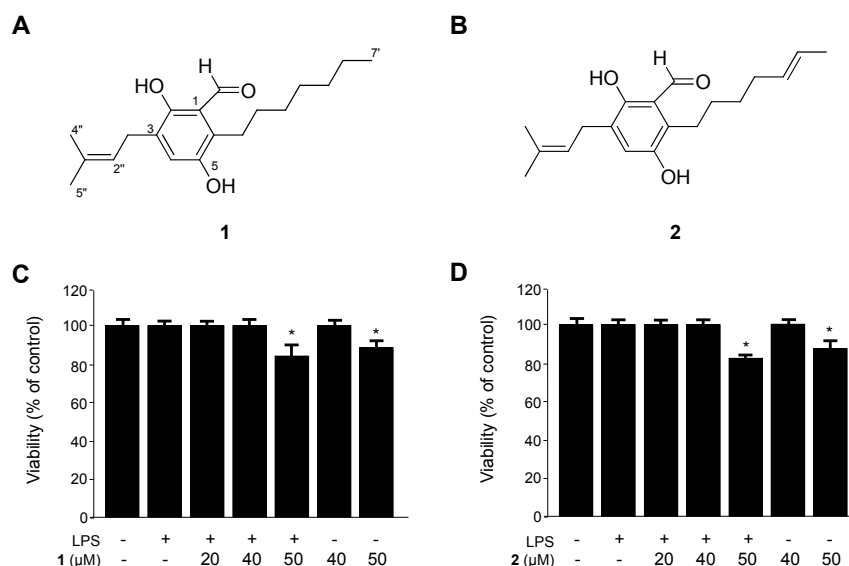 A
H
HO
O
7'
1
3
4"
2"
5"
5
OH
1
B
H
HO
O
OH
2
C
Viability (% of control)
120
100
80
60
40
20
0
*
*
LPS - + + + + - -
1 (μM) - - 20 40 50 40 50
D
Viability (% of control)
120
100
80
60
40
20
0
*
*
LPS - + + + + - -
2 (μM) - - 20 40 50 40 50